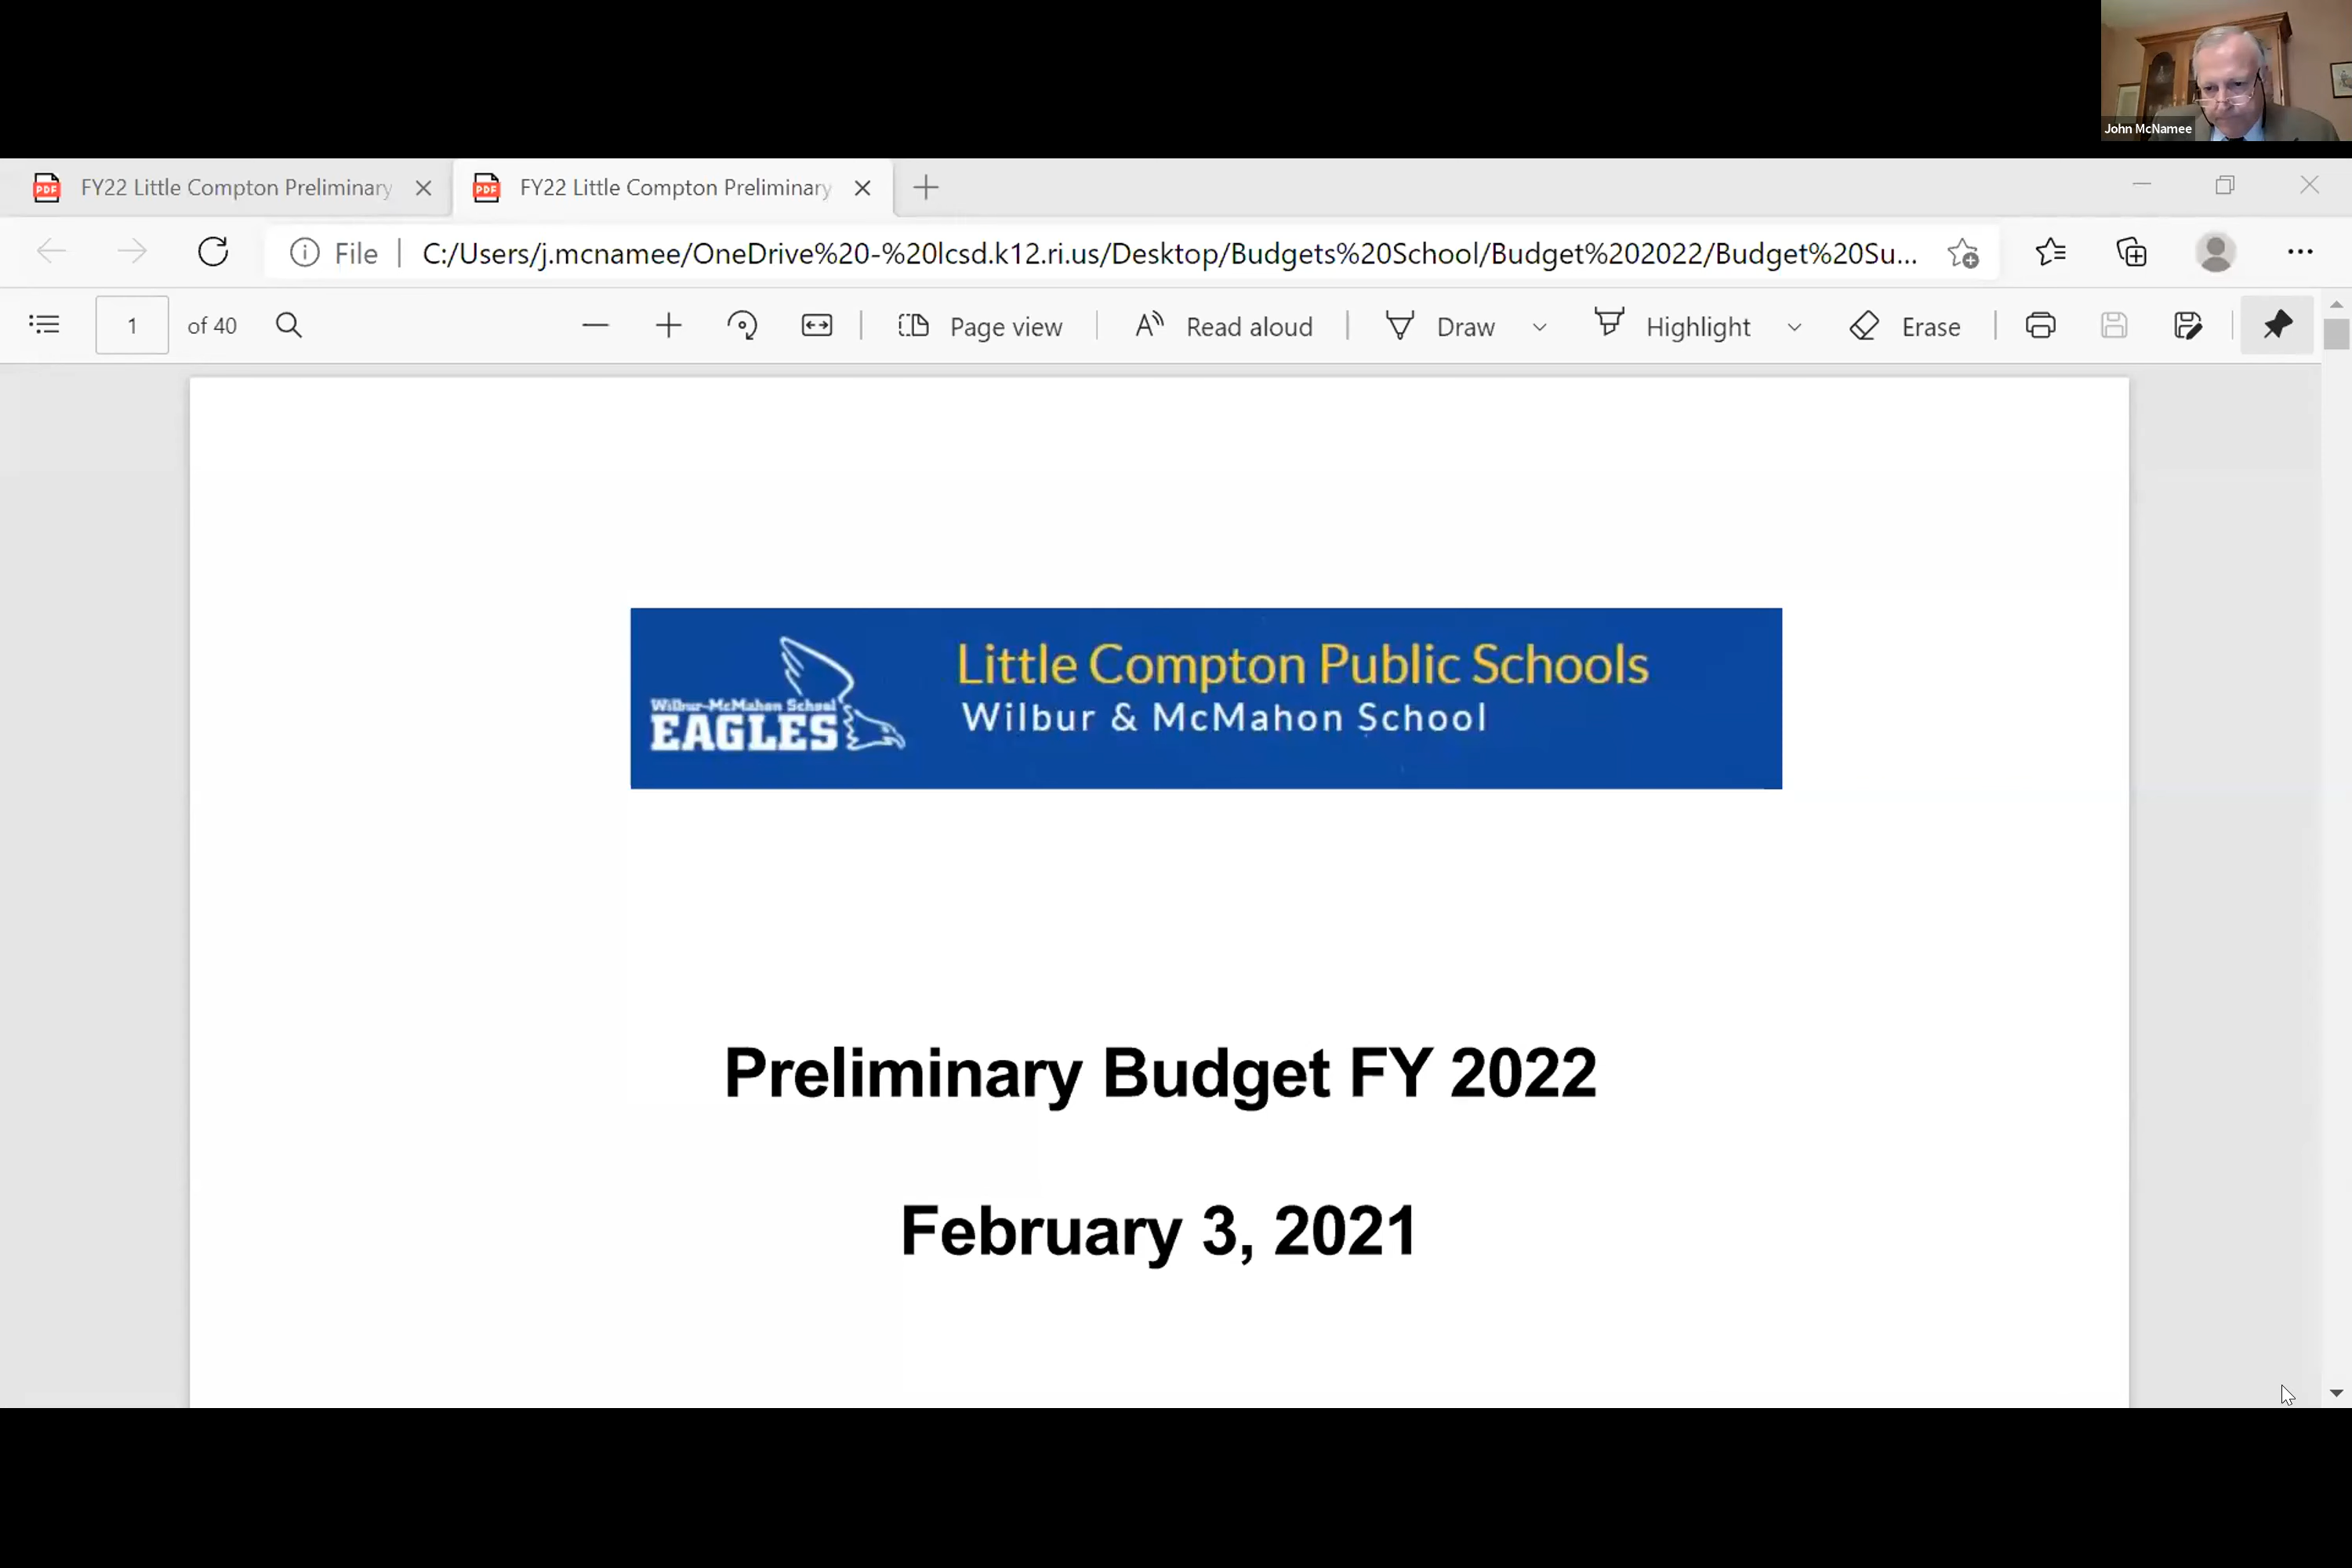 John McNamee
FY22 Little Compton Preliminary
FY22 Little Compton Preliminary
File
C:/Users/j.mcnamee/OneDrive%20-%20lcsd.k12.ri.us/Desktop/Budgets%20School/Budget%202022/Budget%20Su...
1 of 40
Page view
Read aloud
Draw
Highlight
Erase
Wilbur-McMahon School
EAGLES
Little Compton Public Schools
Wilbur & McMahon School
Preliminary Budget FY 2022
February 3, 2021